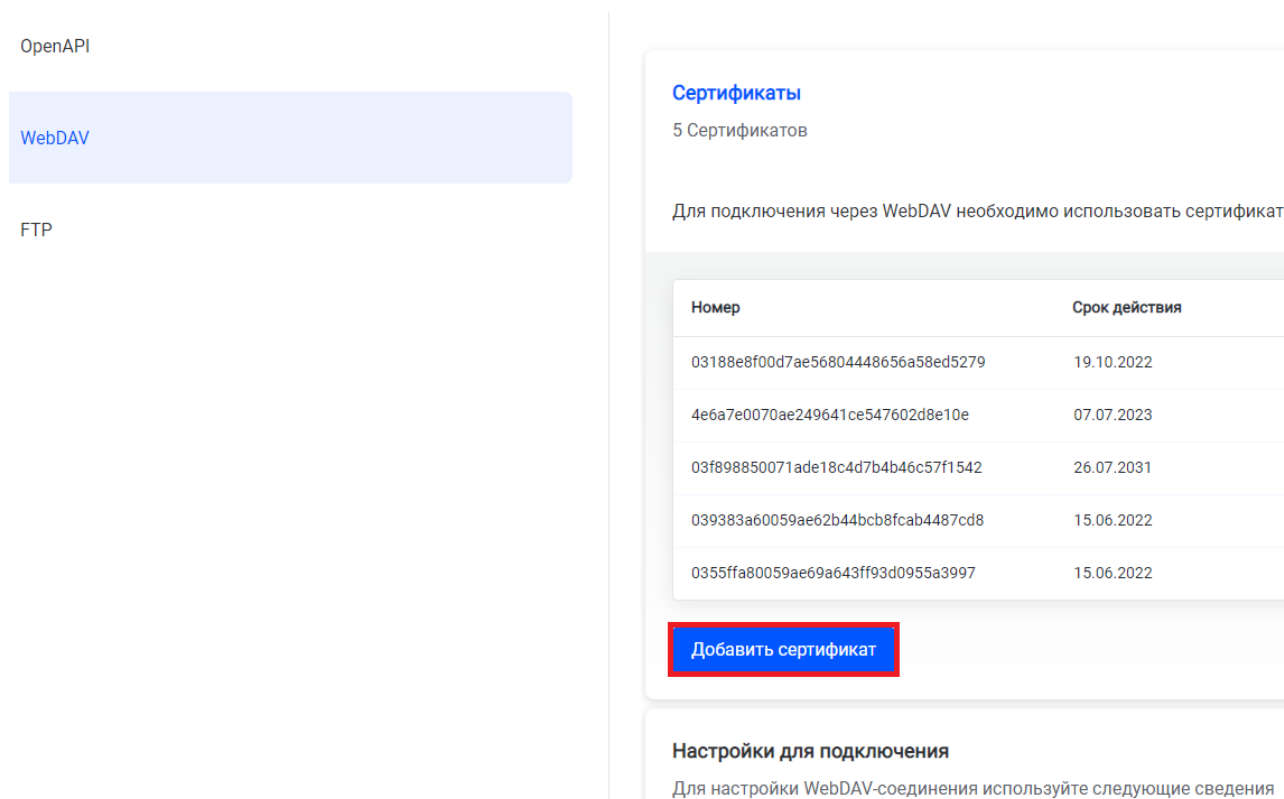 OpenAPI
WebDAV
FTP
Сертификаты
5 Сертификатов
Для подключения через WebDAV необходимо использовать сертификат
Номер Срок действия
03188e8f00d7ae56804448656a58ed5279 19.10.2022
4e6a7e0070ae249641ce547602d8e10e 07.07.2023
03f898850071ade18c4d7b4b46c57f1542 26.07.2031
039383a60059ae62b44bcb8fcab4487cd8 15.06.2022
0355ffa80059ae69a643ff93d0955a3997 15.06.2022
Добавить сертификат
Настройки для подключения
Для настройки WebDAV-соединения используйте следующие сведения